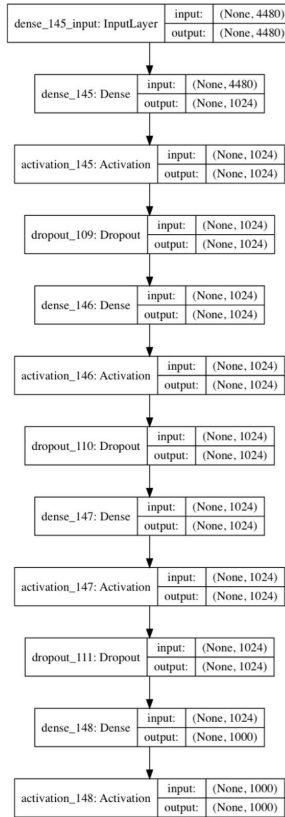 dense_145_input: InputLayer
input: (None, 4480)
output: (None, 4480)
dense_145: Dense
input: (None, 4480)
output: (None, 1024)
activation_145: Activation
input: (None, 1024)
output: (None, 1024)
dropout_109: Dropout
input: (None, 1024)
output: (None, 1024)
dense_146: Dense
input: (None, 1024)
output: (None, 1024)
activation_146: Activation
input: (None, 1024)
output: (None, 1024)
dropout_110: Dropout
input: (None, 1024)
output: (None, 1024)
dense_147: Dense
input: (None, 1024)
output: (None, 1024)
activation_147: Activation
input: (None, 1024)
output: (None, 1024)
dropout_111: Dropout
input: (None, 1024)
output: (None, 1024)
dense_148: Dense
input: (None, 1024)
output: (None, 1000)
activation_148: Activation
input: (None, 1000)
output: (None, 1000)